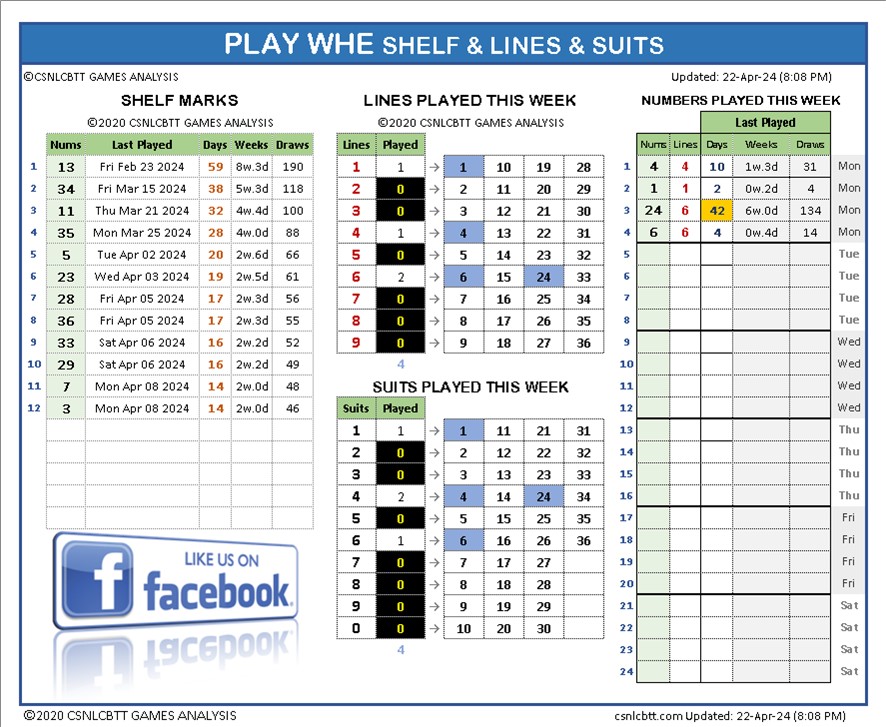 PLAY WHE SHELF & LINES & SUITS
©CSNLCBTT GAMES ANALYSIS
Updated: 22-Apr-24 (8:08 PM)
SHELF MARKS
©2020 CSNLCBTT GAMES ANALYSIS
Nums Last Played Days Weeks Draws
1 13 Fri Feb 23 2024 59 8w.3d 190
2 34 Fri Mar 15 2024 38 5w.3d 118
3 11 Thu Mar 21 2024 32 4w.4d 100
4 35 Mon Mar 25 2024 28 4w.0d 88
5 5 Tue Apr 02 2024 20 2w.6d 66
6 23 Wed Apr 03 2024 19 2w.5d 61
7 28 Fri Apr 05 2024 17 2w.3d 56
8 36 Fri Apr 05 2024 17 2w.3d 55
9 33 Sat Apr 06 2024 16 2w.2d 52
10 29 Sat Apr 06 2024 16 2w.2d 49
11 7 Mon Apr 08 2024 14 2w.0d 48
12 3 Mon Apr 08 2024 14 2w.0d 46
LIKE US ON
facebook.
LINES PLAYED THIS WEEK
©2020 CSNLCBTT GAMES ANALYSIS
Lines Played
1 1 → 1 10 19 28
2 0 → 2 11 20 29
3 0 → 3 12 21 30
4 1 → 4 13 22 31
5 0 → 5 14 23 32
6 2 → 6 15 24 33
7 0 → 7 16 25 34
8 0 → 8 17 26 35
9 0 → 9 18 27 36
4
SUITS PLAYED THIS WEEK
Suits Played
1 1 → 1 11 21 31
2 0 → 2 12 22 32
3 0 → 3 13 23 33
4 2 → 4 14 24 34
5 0 → 5 15 25 35
6 1 → 6 16 26 36
7 0 → 7 17 27
8 0 → 8 18 28
9 0 → 9 19 29
0 0 → 10 20 30
4
NUMBERS PLAYED THIS WEEK
Last Played
Nums Lines Days Weeks Draws
1 4 4 10 1w.3d 31 Mon
2 1 1 2 0w.2d 4 Mon
3 24 6 42 6w.0d 134 Mon
4 6 6 4 0w.4d 14 Mon
5 Tue
6 Tue
7 Tue
8 Tue
9 Wed
10 Wed
11 Wed
12 Wed
13 Thu
14 Thu
15 Thu
16 Thu
17 Fri
18 Fri
19 Fri
20 Fri
21 Sat
22 Sat
23 Sat
24 Sat
©2020 CSNLCBTT GAMES ANALYSIS
csnlcbtt.com Updated: 22-Apr-24 (8:08 PM)